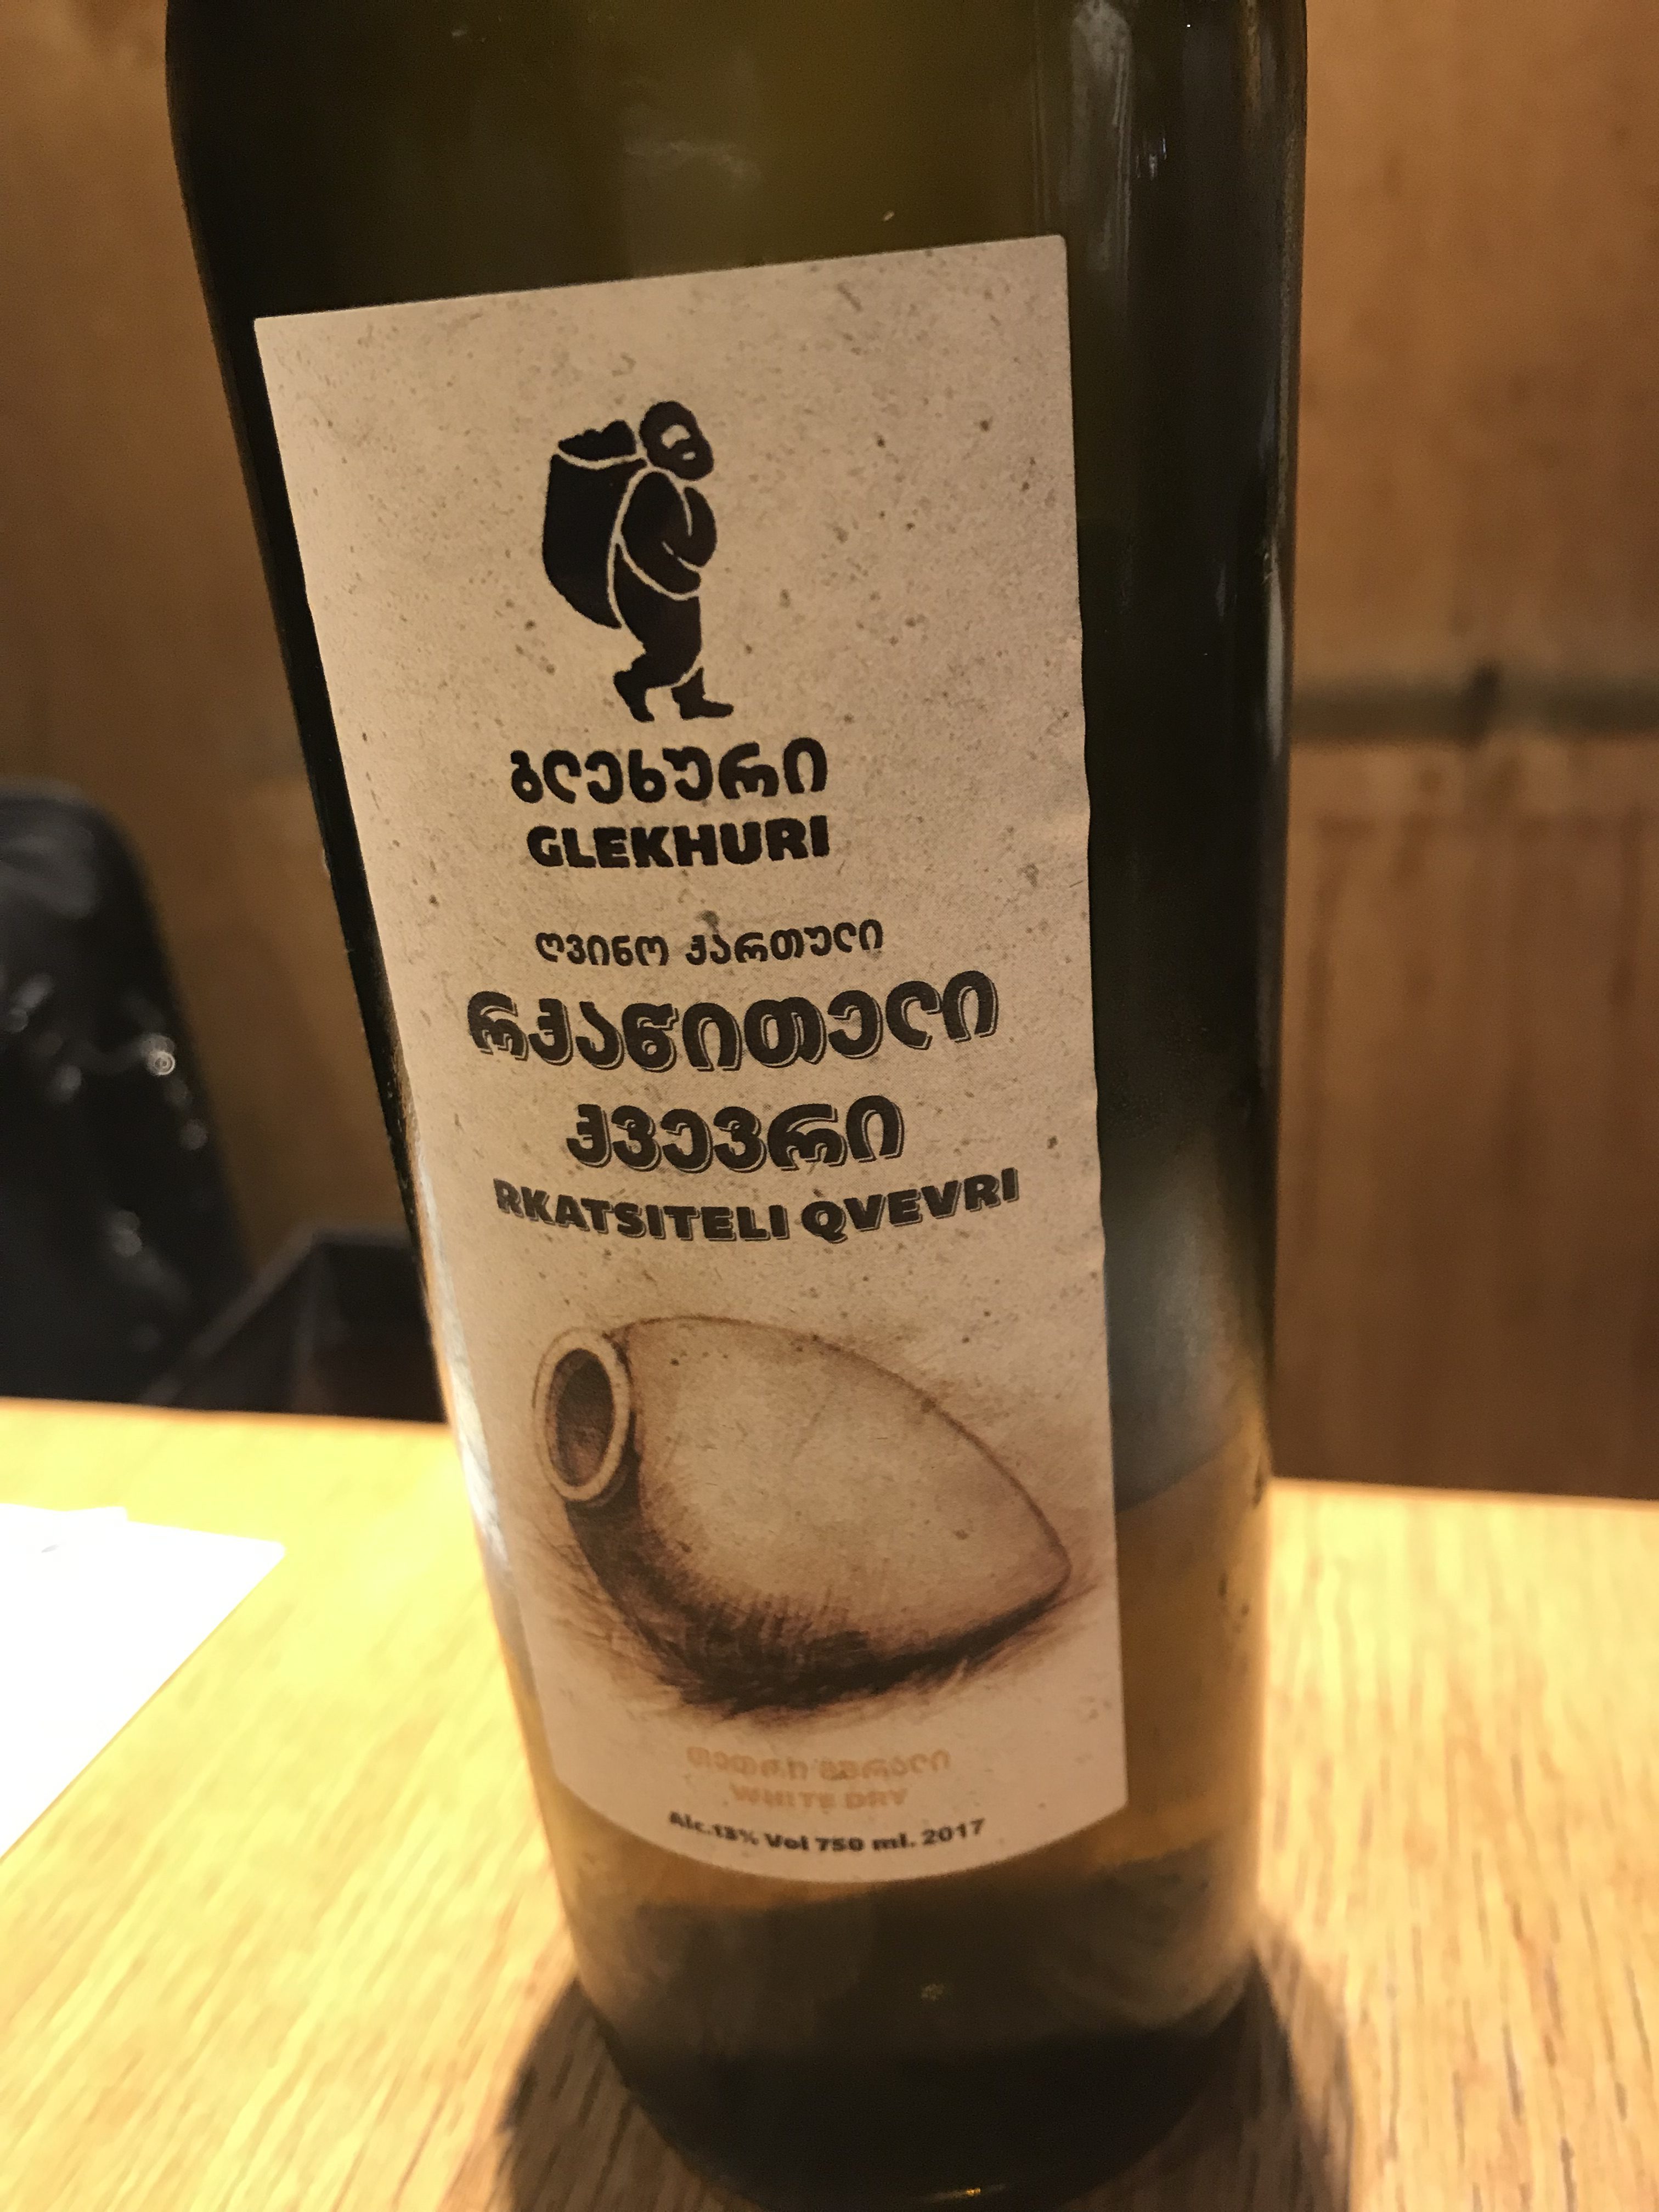 გლეხური
GLEKHURI
ღვინო ქართული
რქაწითელი
ქვევრი
RKATSITELI QVEVRI
თეთრი მშრალი
WHITE DRY
Alc.13% Vol 750 ml. 2017